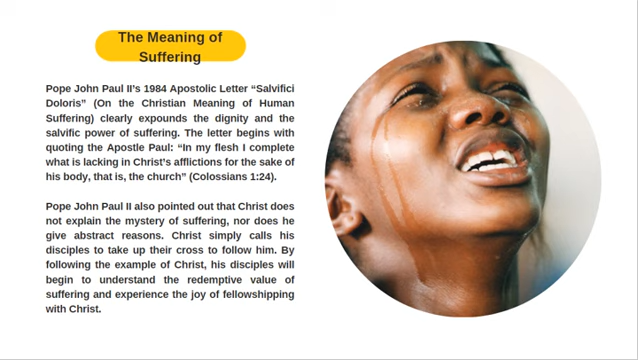 The Meaning of
Suffering
Pope John Paul II’s 1984 Apostolic Letter “Salvifici
Doloris” (On the Christian Meaning of Human
Suffering) clearly expounds the dignity and the
salvific power of suffering. The letter begins with
quoting the Apostle Paul: “In my flesh I complete
what is lacking in Christ’s afflictions for the sake of
his body, that is, the church” (Colossians 1:24).
Pope John Paul II also pointed out that Christ does
not explain the mystery of suffering, nor does he
give abstract reasons. Christ simply calls his
disciples to take up their cross to follow him. By
following the example of Christ, his disciples will
begin to understand the redemptive value of
suffering and experience the joy of fellowshipping
with Christ.